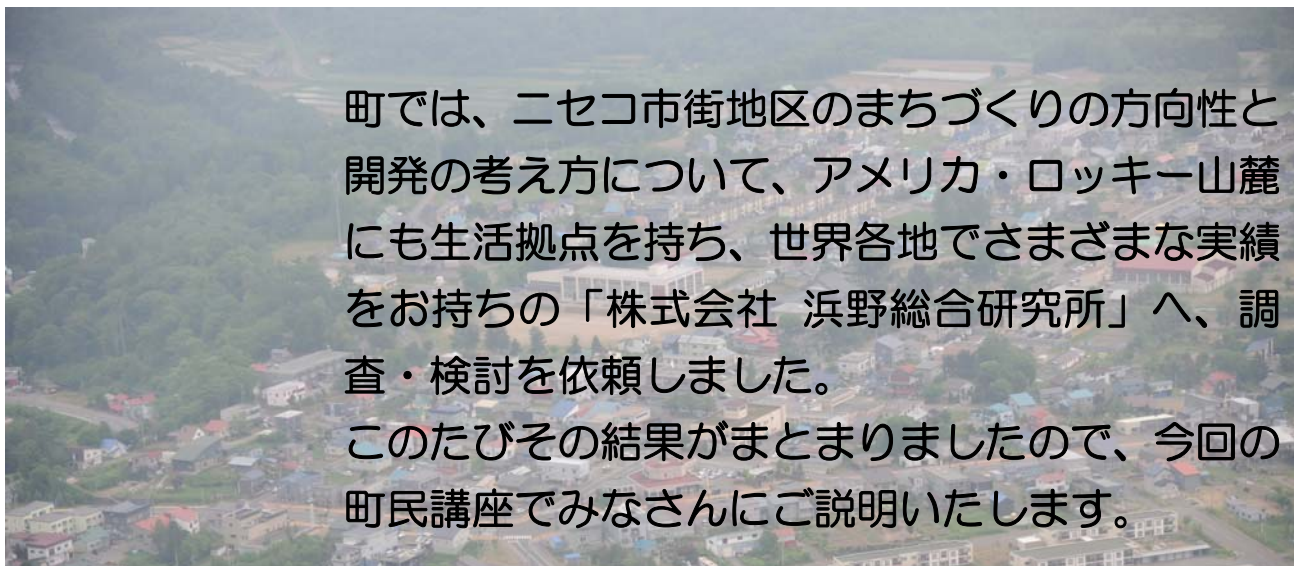 町では、ニセコ市街地区のまちづくりの方向性と
開発の考え方について、アメリカ・ロッキー山麓
にも生活拠点を持ち、世界各地でさまざまな実績
をお持ちの「株式会社 浜野総合研究所」へ、調
査・検討を依頼しました。
このたびその結果がまとまりましたので、今回の
町民講座でみなさんにご説明いたします。